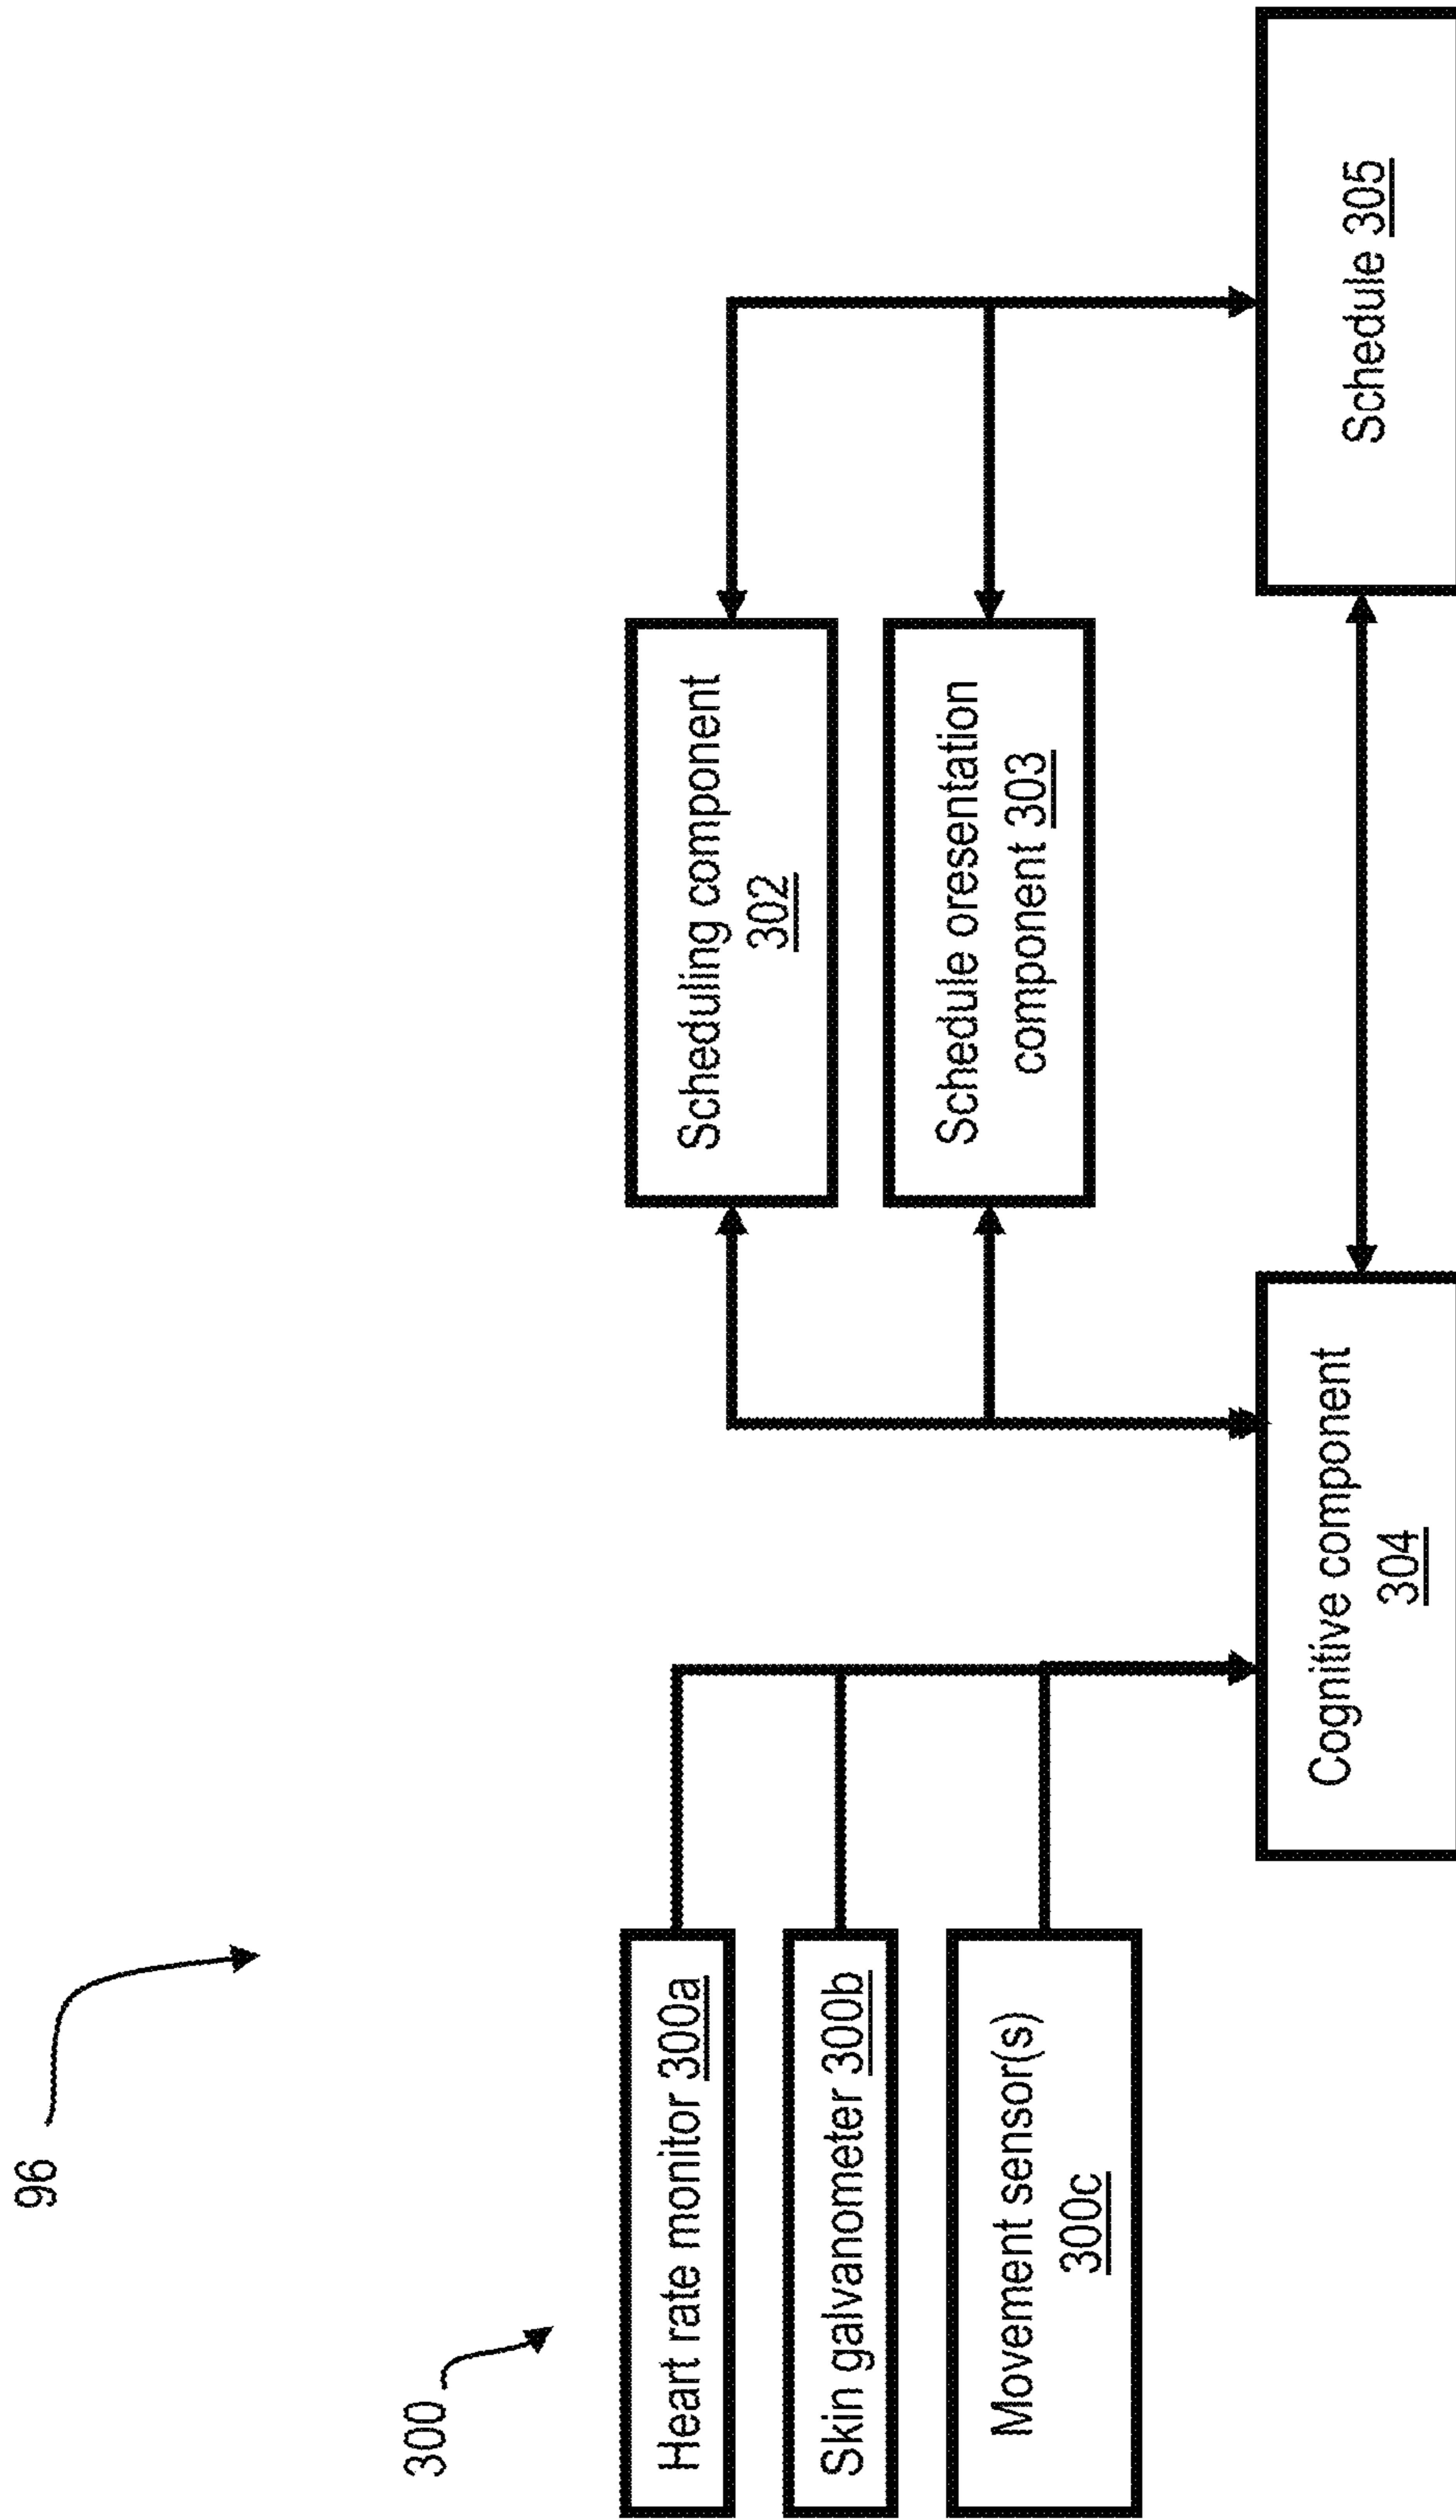 96
300
Heart rate monitor 300a
Skin galvanometer 300b
Movement sensor(s)
300c
Scheduling component
302
Schedule oresentation
component 303
Cognitive component
304
Schedule 305